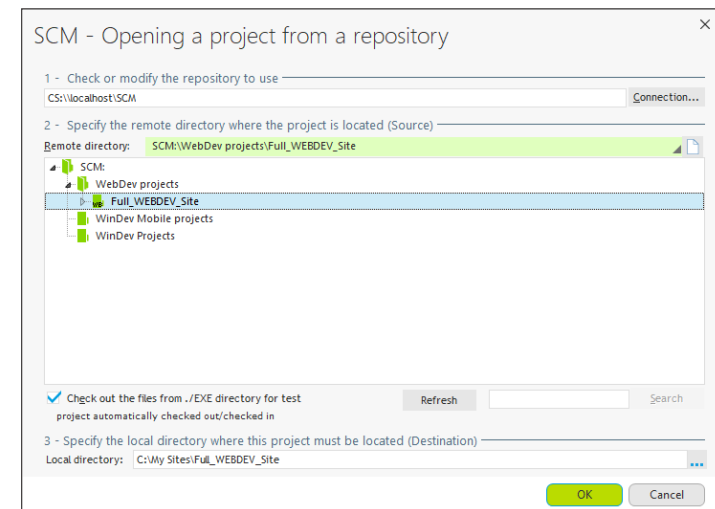 SCM - Opening a project from a repository
1 - Check or modify the repository to use
CS:\\localhost\SCM
Connection...
2 - Specify the remote directory where the project is located (Source)
Remote directory: SCM:\WebDev projects\Full_WEBDEV_Site
SCM:
WebDev projects
WB Full_WEBDEV_Site
WinDev Mobile projects
WinDev Projects
Check out the files from ./EXE directory for test
Refresh
Search
project automatically checked out/checked in
3 - Specify the local directory where this project must be located (Destination)
Local directory: C:\My Sites\Full_WEBDEV_Site
...
OK
Cancel